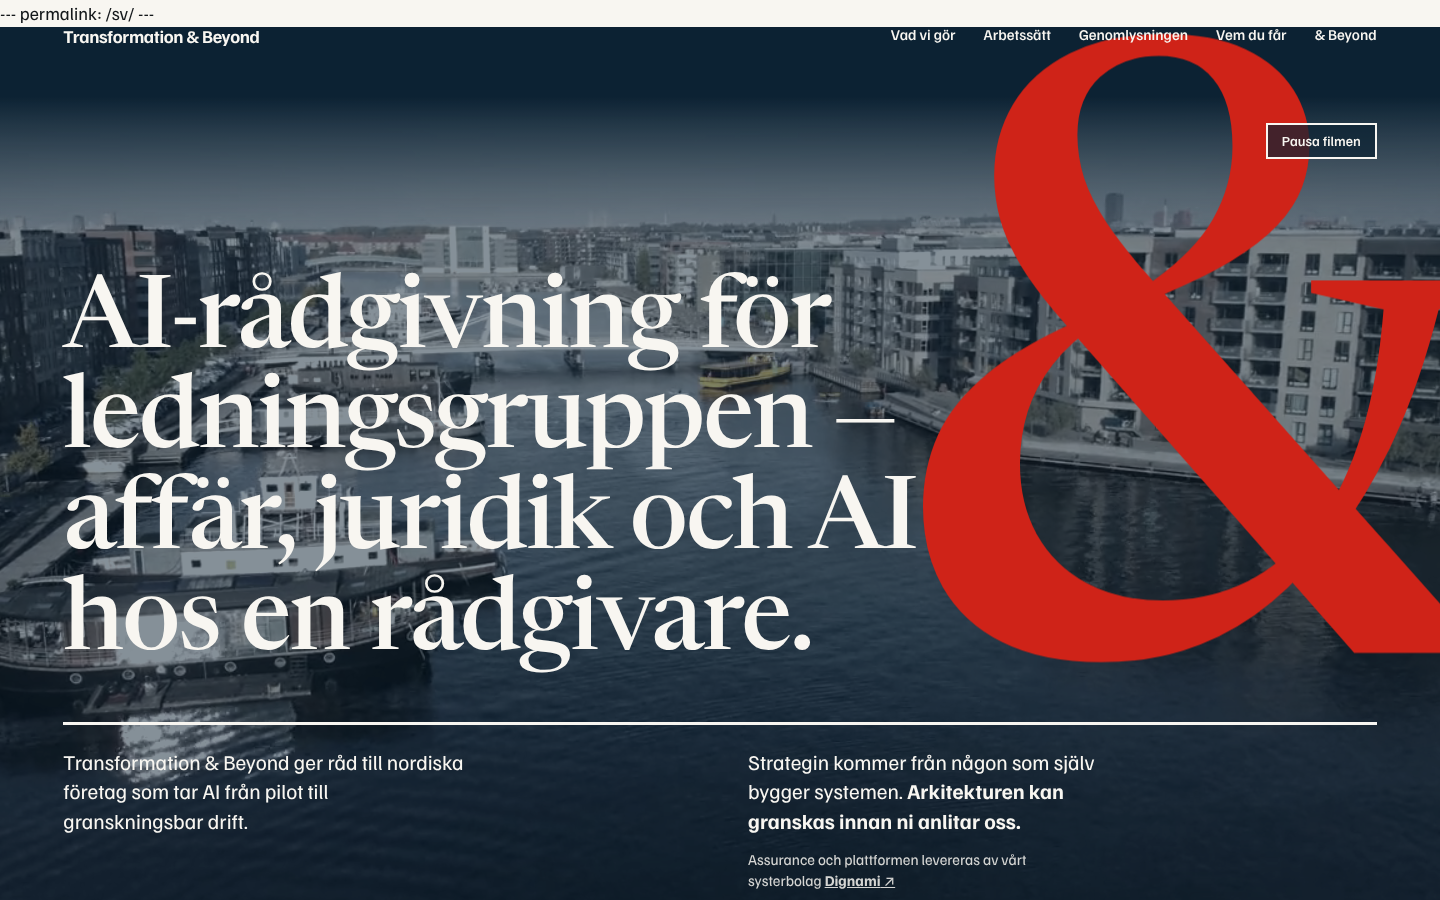 --- permalink: /sv/ ---
Transformation & Beyond
Vad vi gör
Arbetssätt
Genomlysningen
Vem du får
& Beyond
Pausa filmen
&
AI-rådgivning för
ledningsgruppen —
affär, juridik och AI
hos en rådgivare.
Transformation & Beyond ger råd till nordiska
företag som tar AI från pilot till
granskningsbar drift.
Strategin kommer från någon som själv
bygger systemen. Arkitekturen kan
granskas innan ni anlitar oss.
Assurance och plattformen levereras av vårt
systerbolag Dignami ↗